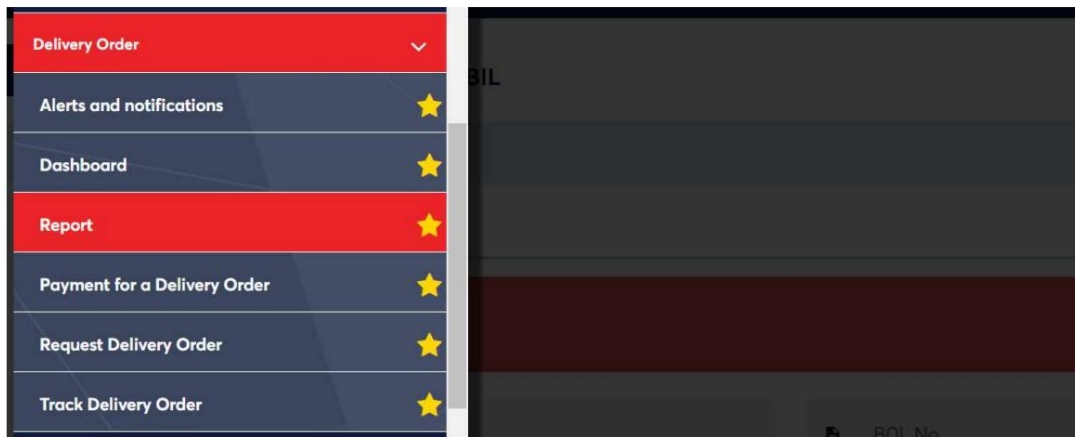 Delivery Order
BIL
Alerts and notifications
Dashboard
Report
Payment for a Delivery Order
Request Delivery Order
Track Delivery Order
BOL No